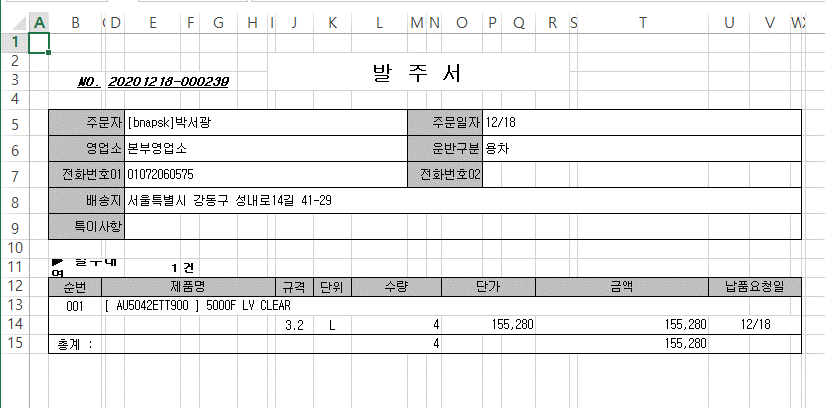 A B C D E F G H I J K L M N O P Q R S T U V W X
1
2
발 주 서
3 NO. 20201218-000239
4
5 주문자 [bnapsk]박서광 주문일자 12/18
6 영업소 본부영업소 운반구분 용차
7 전화번호01 01072060575 전화번호02
8 배송지 서울특별시 강동구 성내로14길 41-29
9 특이사항
10
11 1 건
12 순번 제품명 규격 단위 수량 단가 금액 납품요청일
13 001 [ AU5042ETT900 ] 5000F LV CLEAR
14 3.2 L 4 155,280 155,280 12/18
15 총계 : 4 155,280